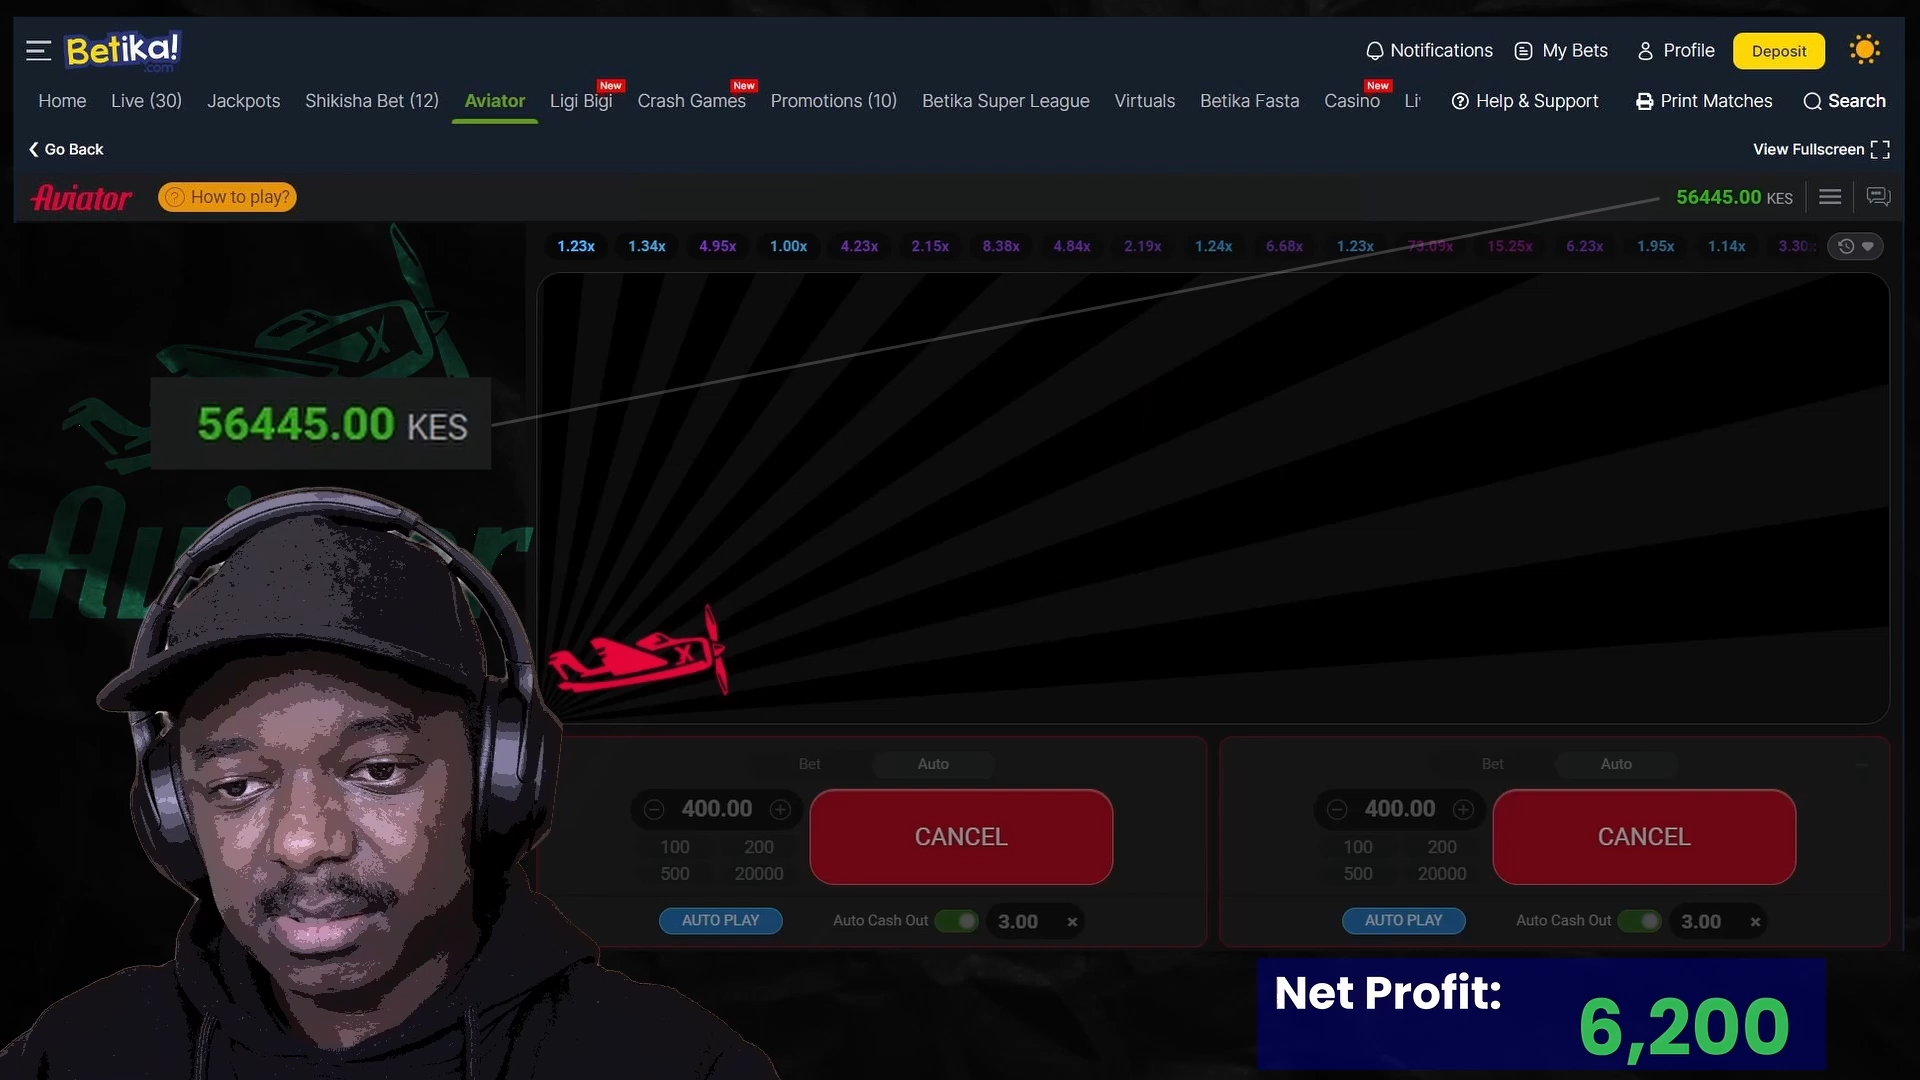 Betika!
.com
Notifications
My Bets
Profile
Deposit
Home
Live (30)
Jackpots
Shikisha Bet (12)
Aviator
Ligi Bigi
New
Crash Games
New
Promotions (10)
Betika Super League
Virtuals
Betika Fasta
Casino
New
Li
Help & Support
Print Matches
Search
Go Back
View Fullscreen
Aviator
? How to play?
56445.00 KES
1.23x 1.34x 4.95x 1.00x 4.23x 2.15x 8.38x 4.84x 2.19x 1.24x 6.68x 1.23x 73.09x 15.25x 6.23x 1.95x 1.14x 3.30x
56445.00 KES
Aviator
Bet Auto
400.00
100 200
500 20000
CANCEL
AUTO PLAY
Auto Cash Out
3.00 x
Bet Auto
400.00
100 200
500 20000
CANCEL
AUTO PLAY
Auto Cash Out
3.00 x
Net Profit:
6,200